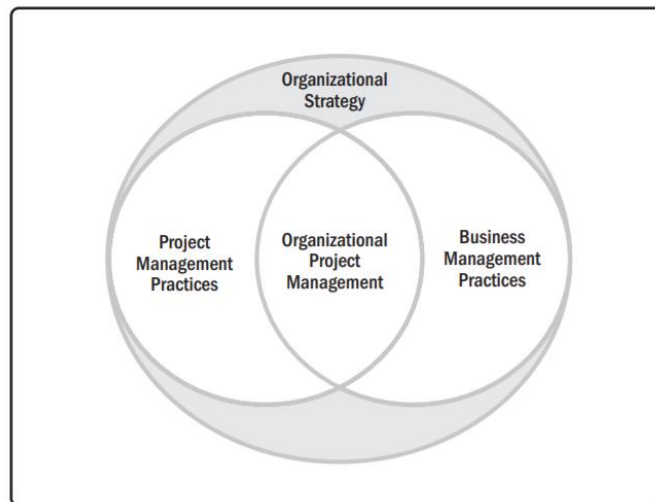 Organizational
Strategy
Project
Management
Practices
Organizational
Project
Management
Business
Management
Practices